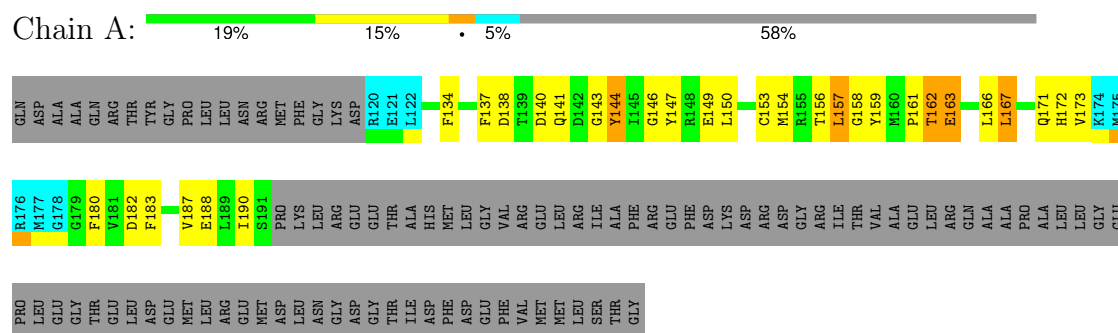 Chain A:
19% 15% • 5% 58%
GLN ASP ALA ALA GLN ARG THR TYR GLY PRO LEU LEU ASN ARG MET PHE GLY LYS ASP R120 E121 L122 F134 F137 D138 T139 D140 Q141 D142 G143 Y144 I145 G146 Y147 R148 E149 L150 C153 M154 R155 T156 L157 G158 Y159 M160 P161 T162 E163 L166 L167 Q171 H172 V173 K174 M175
R176 M177 G178 G179 F180 V181 D182 F183 V187 E188 L189 I190 S191 PRO LYS LEU ARG GLU GLU THR ALA HIS MET LEU GLY VAL ARG GLU LEU ARG ILE ALA PHE ARG GLU PHE ASP LYS ASP ARG ASP GLY ARG ILE THR VAL ALA GLU LEU ARG GLN ALA ALA PRO ALA LEU LEU GLY GLU
PRO LEU GLU GLY THR GLU LEU ASP GLU MET LEU ARG GLU MET ASP LEU ASN GLY ASP GLY THR ILE ASP PHE ASP GLU PHE VAL MET MET LEU SER THR GLY